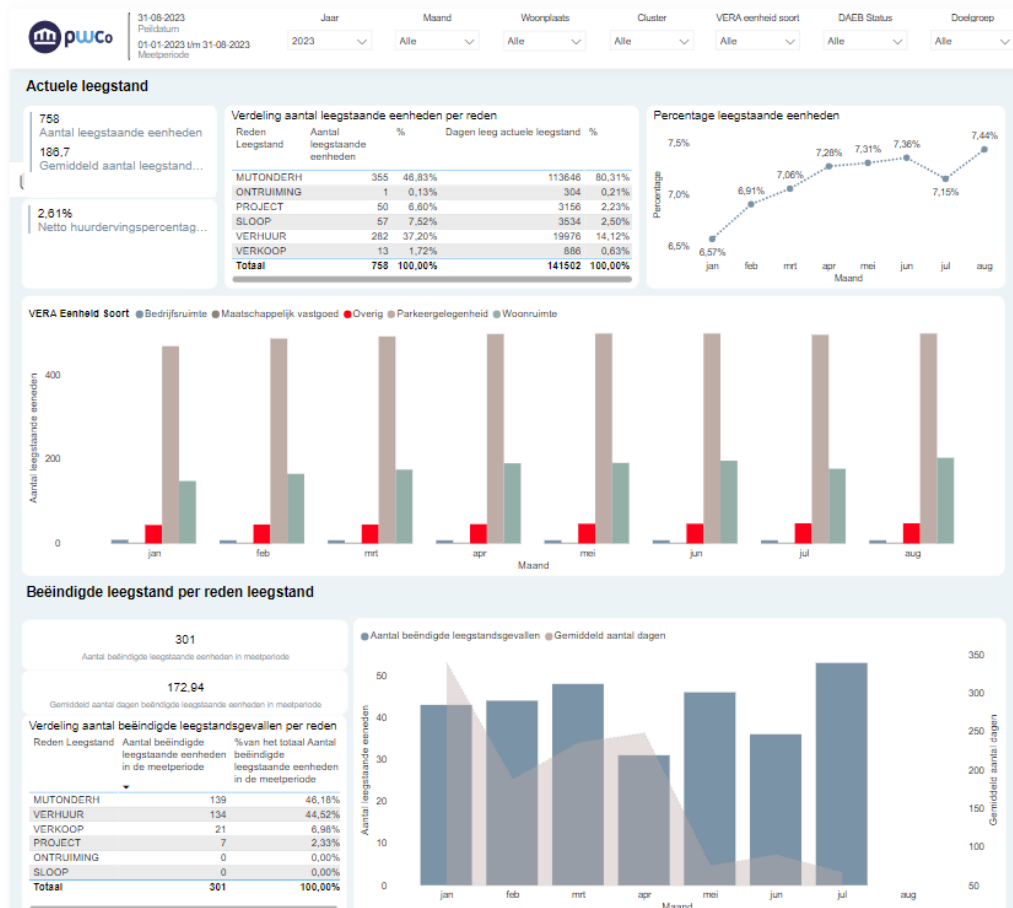 pwco
31-08-2023
Peildatum
01-01-2023 t/m 31-08-2023
Meetperiode
Jaar Maand Woonplaats Cluster VERA eenheid soort DAEB Status Doelgroep
2023 Alle Alle Alle Alle Alle Alle
Actuele leegstand
758
Aantal leegstaande eenheden
186,7
Gemiddeld aantal leegstand...
2,61%
Netto huurdervingspercentag...
Verdeling aantal leegstaande eenheden per reden
Reden Leegstand Aantal leegstaande eenheden % Dagen leeg actuele leegstand %
MUTONDERH 355 46,83% 113646 80,31%
ONTRUIMING 1 0,13% 304 0,21%
PROJECT 50 6,60% 3156 2,23%
SLOOP 57 7,52% 3534 2,50%
VERHUUR 282 37,20% 19976 14,12%
VERKOOP 13 1,72% 886 0,63%
Totaal 758 100,00% 141502 100,00%
Percentage leegstaande eenheden
Percentage
7,5%
7,0%
6,5%
6,57% 6,91% 7,06% 7,28% 7,31% 7,36% 7,15% 7,44%
jan feb mrt apr mei jun jul aug
Maand
VERA Eenheid Soort Bedrijfsruimte Maatschappelijk vastgoed Overig Parkeergelegenheid Woonruimte
Aantal leegstaande eeneden
400
200
0
jan feb mrt apr mei jun jul aug
Maand
Beëindigde leegstand per reden leegstand
301
Aantal beëindigde leegstaande eenheden in meetperiode
172,94
Gemiddeld aantal dagen beëindigde leegstaande eenheden in meetperiode
Verdeling aantal beëindigde leegstandsgevallen per reden
Reden Leegstand Aantal beëindigde leegstaande eenheden in de meetperiode %van het totaal Aantal beëindigde leegstaande eenheden in de meetperiode
MUTONDERH 139 46,18%
VERHUUR 134 44,52%
VERKOOP 21 6,98%
PROJECT 7 2,33%
ONTRUIMING 0 0,00%
SLOOP 0 0,00%
Totaal 301 100,00%
Aantal beëndigde leegstandsgevallen Gemiddeld aantal dagen
Aantal leegstaande eeneden
50
40
30
20
10
0
jan feb mrt apr mei jun jul aug
Maand
350
300
250
200
150
100
50
Gemiddeld aantal dagen